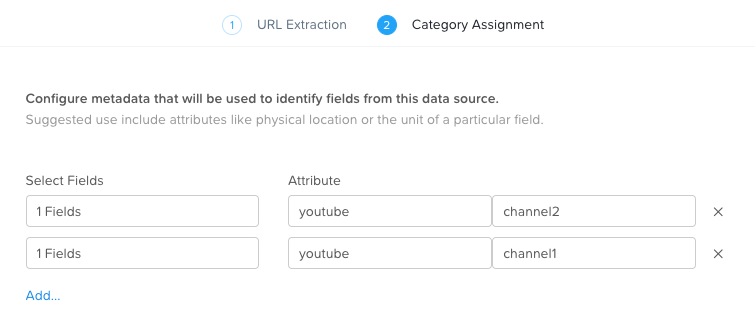 1 URL Extraction 2 Category Assignment
Configure metadata that will be used to identify fields from this data source.
Suggested use include attributes like physical location or the unit of a particular field.
Select Fields Attribute
1 Fields youtube channel2 ×
1 Fields youtube channel1 ×
Add...